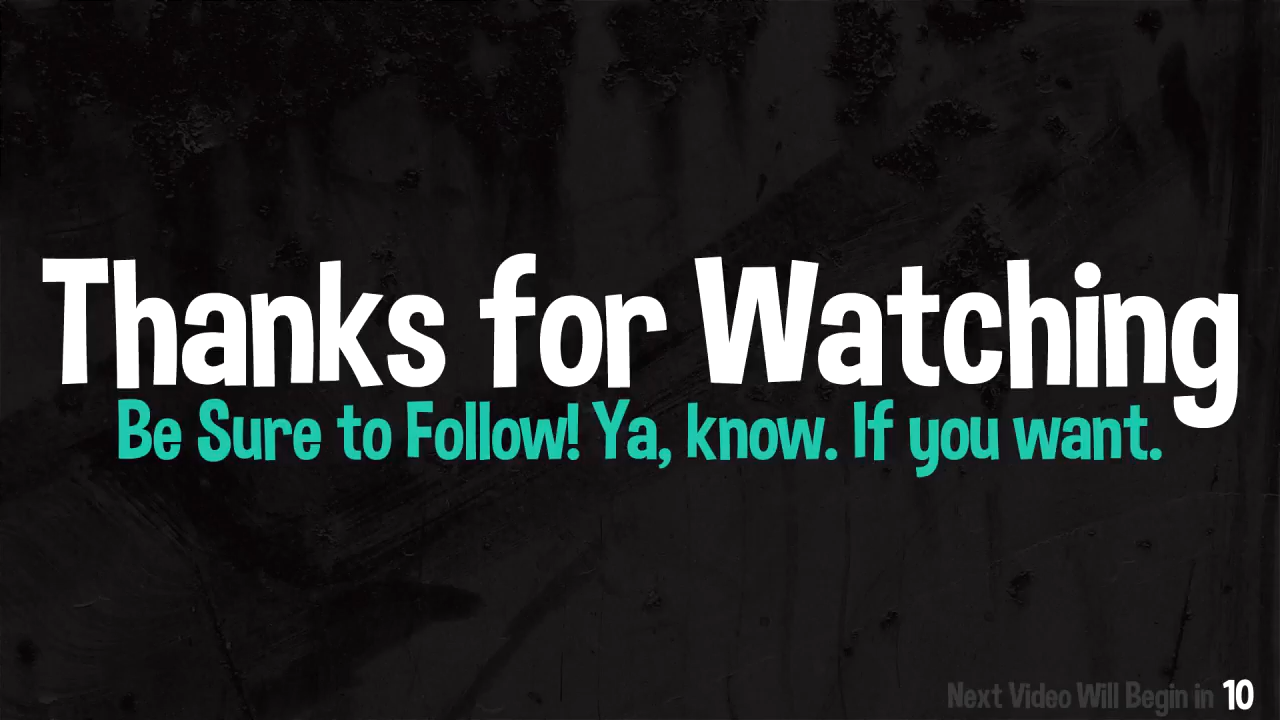 Thanks for Watching
Be Sure to Follow! Ya, know. If you want.
Next Video Will Begin in 10